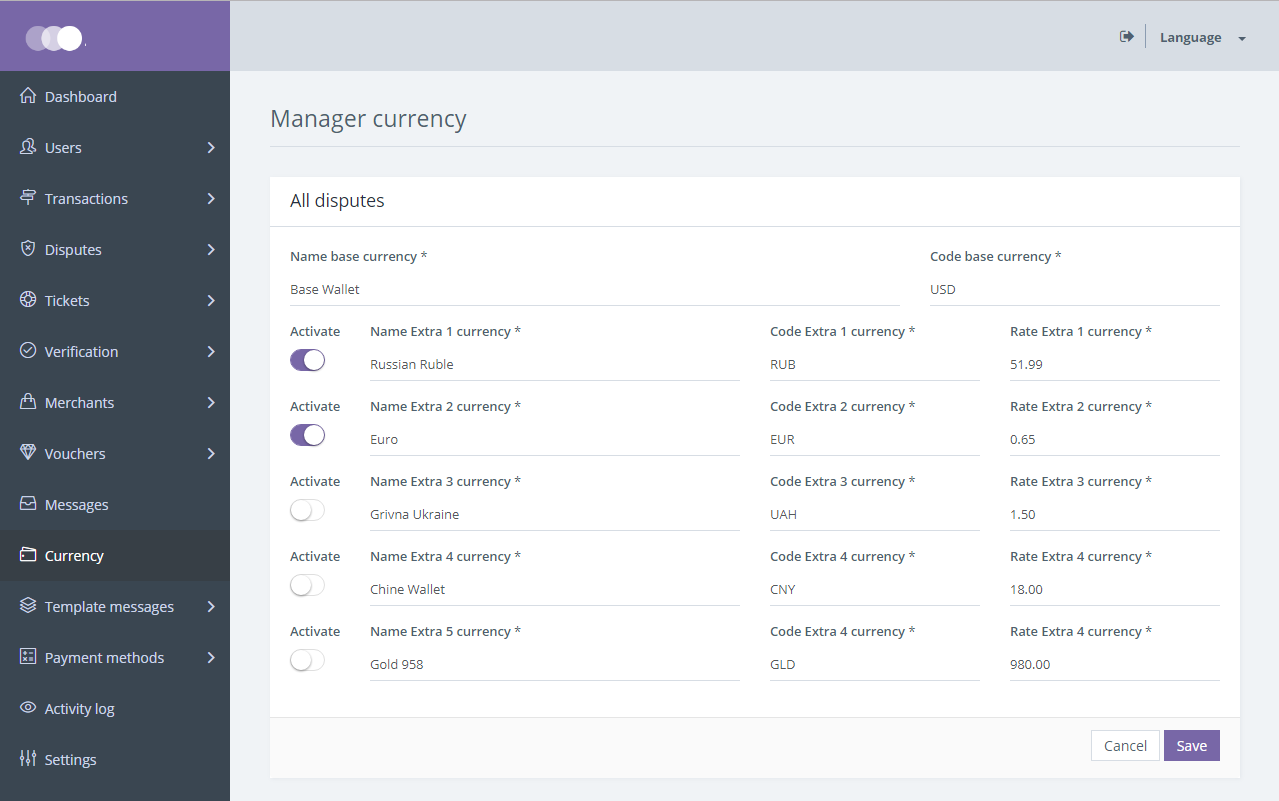 Language
Dashboard
Users
Transactions
Disputes
Tickets
Verification
Merchants
Vouchers
Messages
Currency
Template messages
Payment methods
Activity log
Settings
Manager currency
All disputes
Name base currency * Code base currency *
Base Wallet USD
Activate Name Extra 1 currency * Code Extra 1 currency * Rate Extra 1 currency *
Russian Ruble RUB 51.99
Activate Name Extra 2 currency * Code Extra 2 currency * Rate Extra 2 currency *
Euro EUR 0.65
Activate Name Extra 3 currency * Code Extra 3 currency * Rate Extra 3 currency *
Grivna Ukraine UAH 1.50
Activate Name Extra 4 currency * Code Extra 4 currency * Rate Extra 4 currency *
Chine Wallet CNY 18.00
Activate Name Extra 5 currency * Code Extra 4 currency * Rate Extra 4 currency *
Gold 958 GLD 980.00
Cancel Save